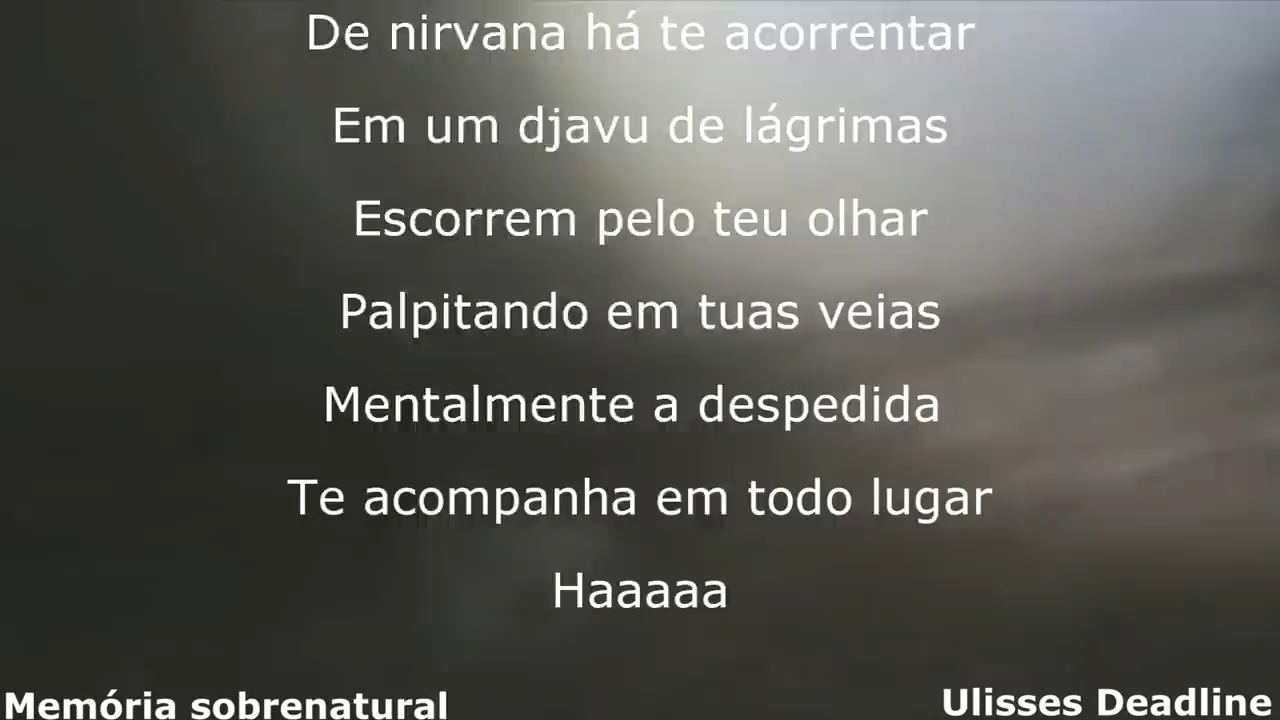 De nirvana há te acorrentar
Em um djavu de lágrimas
Escorrem pelo teu olhar
Palpitando em tuas veias
Mentalmente a despedida
Te acompanha em todo lugar
Haaaaa
Memória sobrenatural
Ulisses Deadline